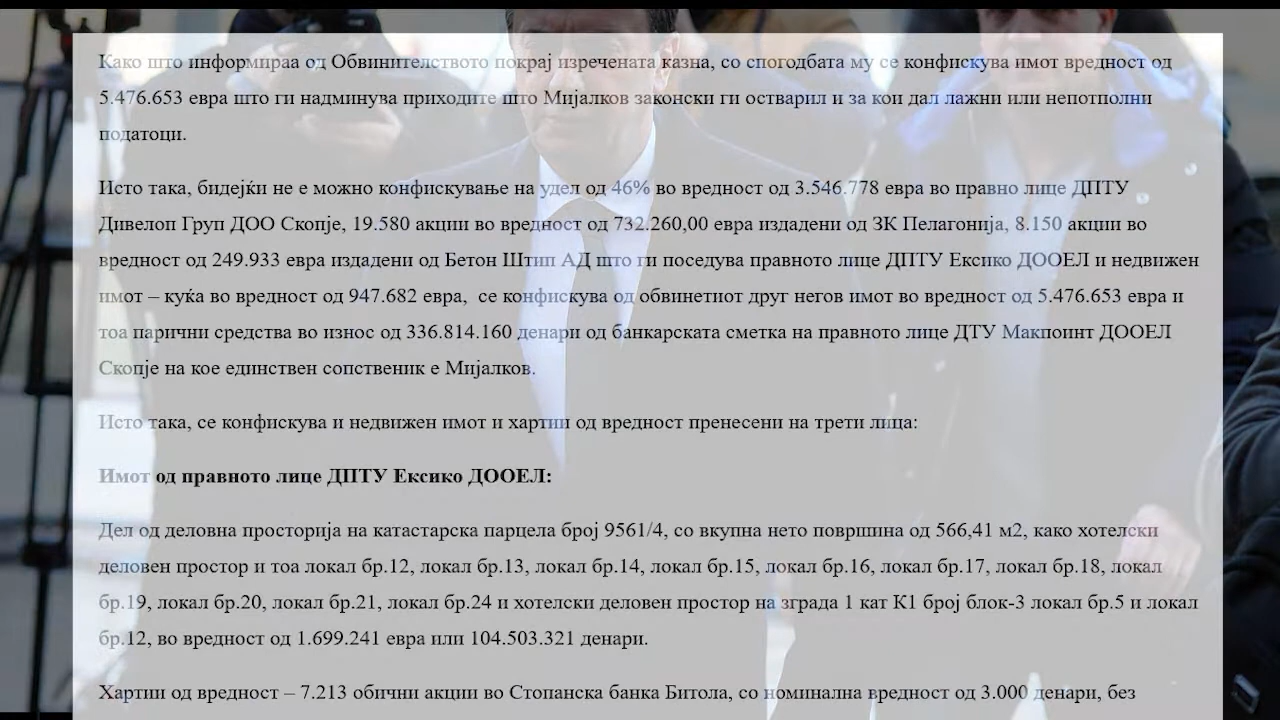 Како што информираа од Обвинителството покрај изречената казна, со спогодбата му се конфискува имот вредност од
5.476.653 евра што ги надминува приходите што Мијалков законски ги остварил и за кои дал лажни или непотполни
податоци.
Исто така, бидејќи не е можно конфискување на удел од 46% во вредност од 3.546.778 евра во правно лице ДПТУ
Дивелоп Груп ДОО Скопје, 19.580 акции во вредност од 732.260,00 евра издадени од ЗК Пелагонија, 8.150 акции во
вредност од 249.933 евра издадени од Бетон Штип АД што ги поседува правното лице ДПТУ Ексико ДООЕЛ и недвижен
имот – куќа во вредност од 947.682 евра,  се конфискува од обвинетиот друг негов имот во вредност од 5.476.653 евра и
тоа парични средства во износ од 336.814.160 денари од банкарската сметка на правното лице ДТУ Макпоинт ДООЕЛ
Скопје на кое единствен сопственик е Мијалков.
Исто така, се конфискува и недвижен имот и хартии од вредност пренесени на трети лица:
Имот од правното лице ДПТУ Ексико ДООЕЛ:
Дел од деловна просторија на катастарска парцела број 9561/4, со вкупна нето површина од 566,41 м2, како хотелски
деловен простор и тоа локал бр.12, локал бр.13, локал бр.14, локал бр.15, локал бр.16, локал бр.17, локал бр.18, локал
бр.19, локал бр.20, локал бр.21, локал бр.24 и хотелски деловен простор на зграда 1 кат К1 број блок-3 локал бр.5 и локал
бр.12, во вредност од 1.699.241 евра или 104.503.321 денари.
Хартии од вредност – 7.213 обични акции во Стопанска банка Битола, со номинална вредност од 3.000 денари, без